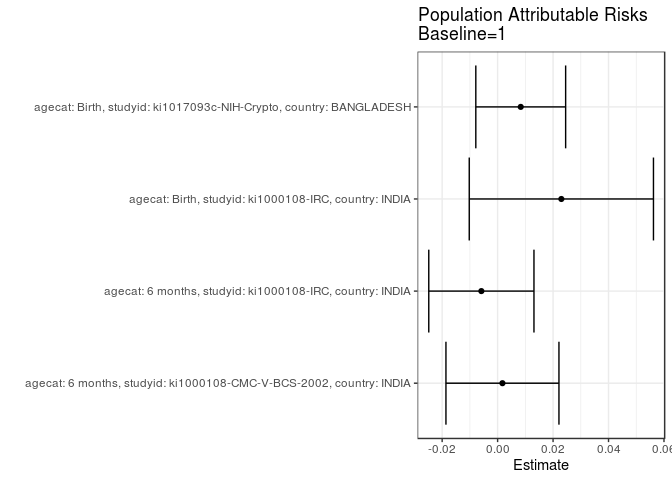 Population Attributable Risks
Baseline=1
agecat: Birth, studyid: ki1017093c-NIH-Crypto, country: BANGLADESH
agecat: Birth, studyid: ki1000108-IRC, country: INDIA
agecat: 6 months, studyid: ki1000108-IRC, country: INDIA
agecat: 6 months, studyid: ki1000108-CMC-V-BCS-2002, country: INDIA
-0.02 0.00 0.02 0.04 0.06
Estimate